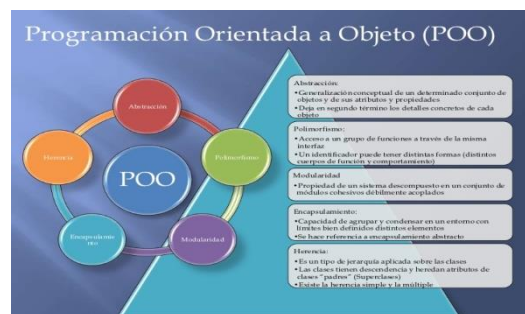 Programación Orientada a Objeto (POO)
Abstracción
Herencia
Polimorfismo
POO
Encapsulamie
nto
Modularidad
Abstracción:
•Generalización conceptual de un determinado conjunto de
objetos y de sus atributos y propiedades
•Deja en segundo término los detalles concretos de cada
objeto
Polimorfismo:
•Acceso a un grupo de funciones a través de la misma
interfaz
•Un identificador puede tener distintas formas (distintos
cuerpos de función y comportamiento)
Modularidad
•Propiedad de un sistema descompuesto en un conjunto de
módulos cohesivos débilmente acoplados
Encapsulamiento:
•Capacidad de agrupar y condensar en un entorno con
límites bien definidos distintos elementos
•Se hace referencia a encapsulamiento abstracto
Herencia:
•Es un tipo de jerarquía aplicada sobre las clases
•Las clases tienen descendencia y heredan atributos de
clases "padres" (Superclases)
•Existe la herencia simple y la múltiple